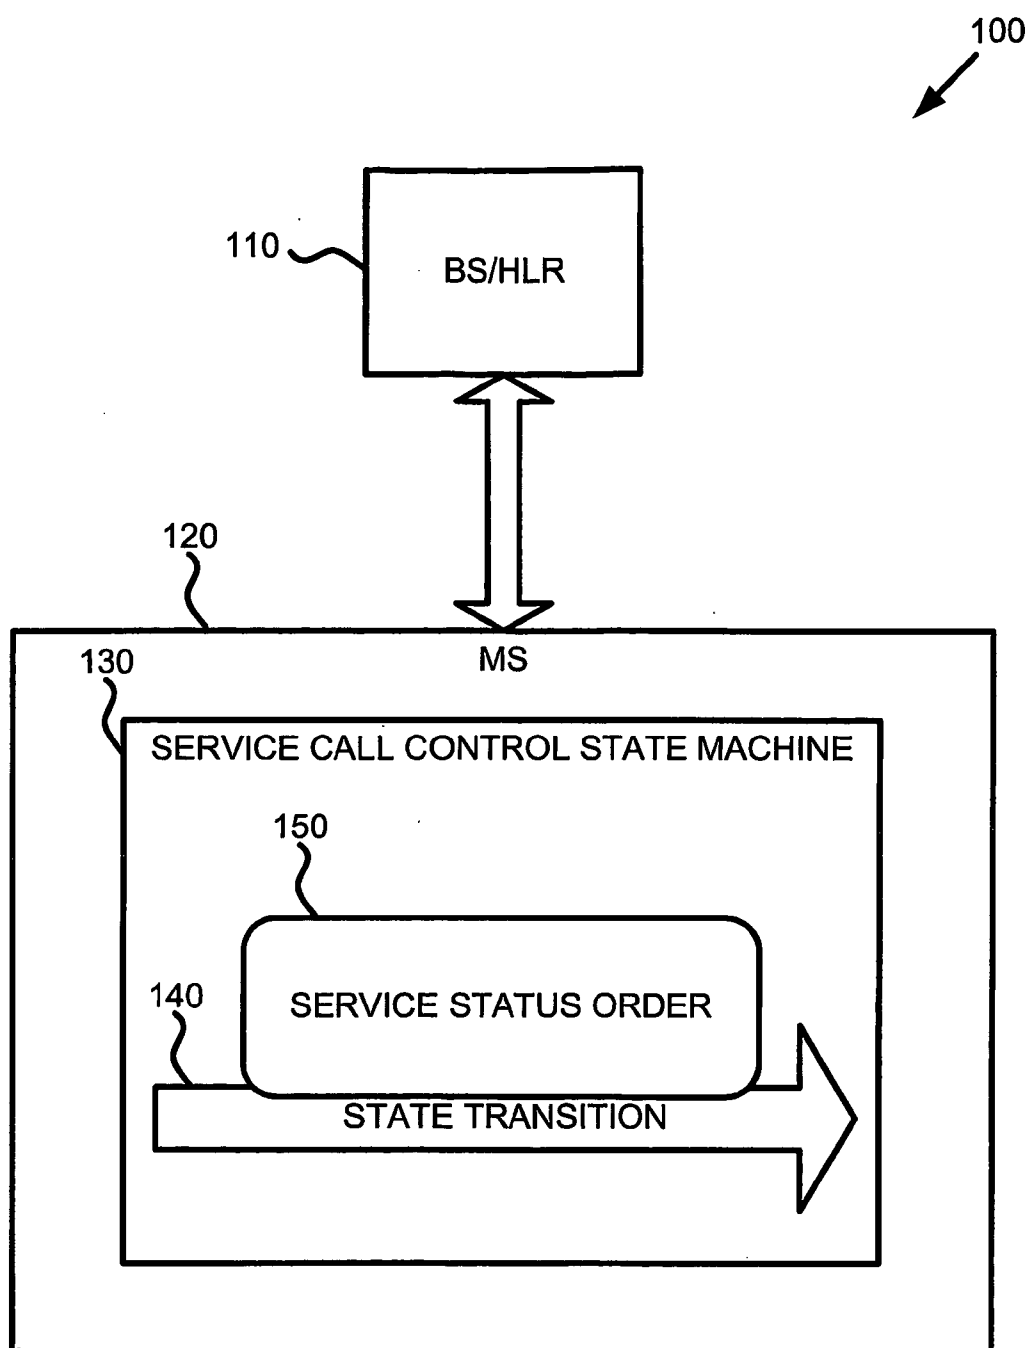 100
110
BS/HLR
120
MS
130
SERVICE CALL CONTROL STATE MACHINE
150
SERVICE STATUS ORDER
140
STATE TRANSITION